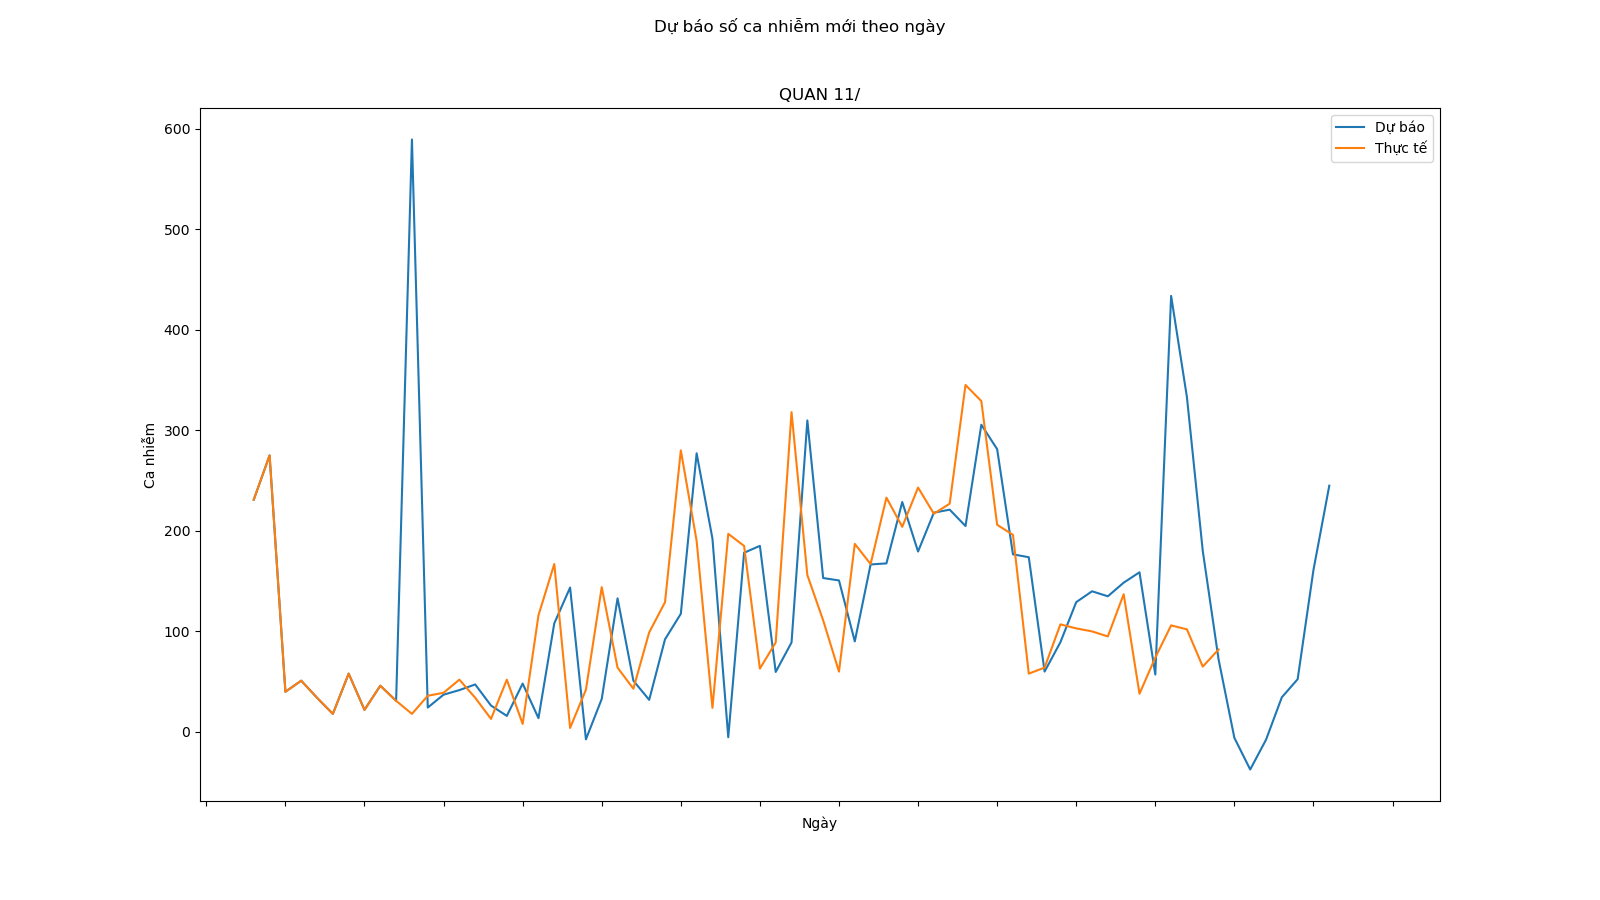 Dự báo số ca nhiễm mới theo ngày
QUAN 11/
600
500
400
300
200
100
0
Ca nhiễm
Ngày
Dự báo
Thực tế